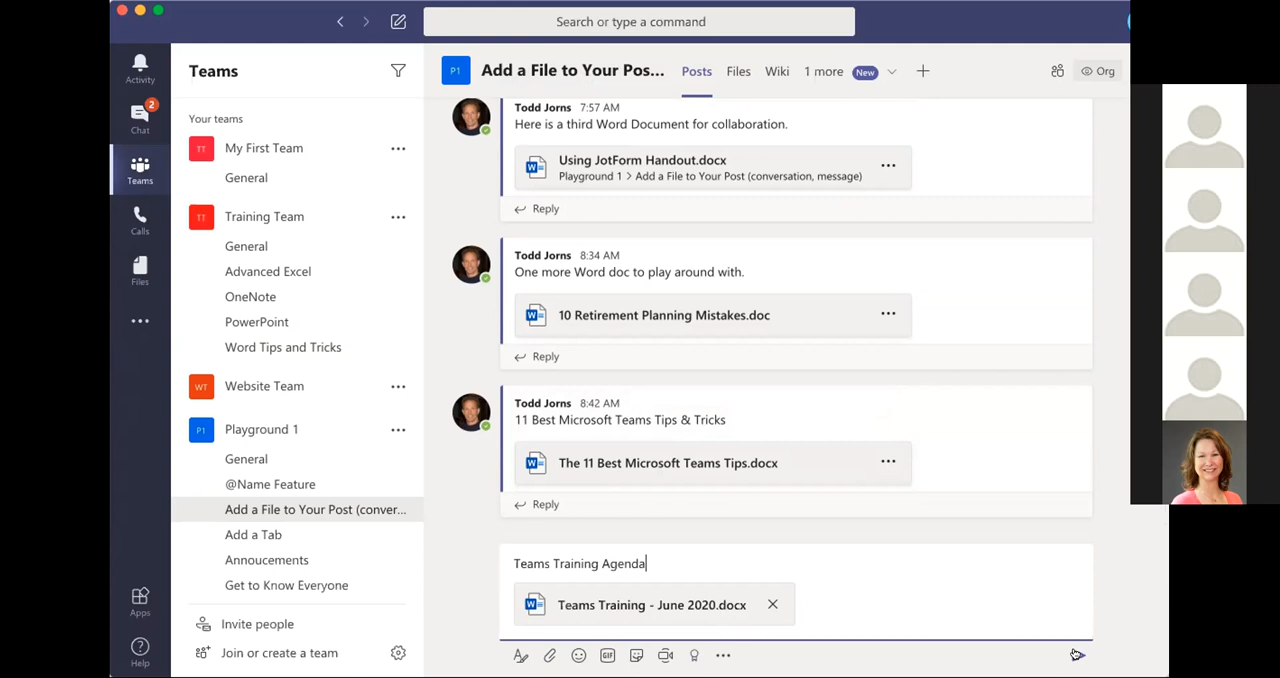 Search or type a command
Activity
2
Chat
Teams
Calls
Files
Apps
Help
Teams
Your teams
TT My First Team
General
TT Training Team
General
Advanced Excel
OneNote
PowerPoint
Word Tips and Tricks
WT Website Team
P1 Playground 1
General
@Name Feature
Add a File to Your Post (conver...
Add a Tab
Annoucements
Get to Know Everyone
Invite people
Join or create a team
P1 Add a File to Your Pos... Posts Files Wiki 1 more New Org
Todd Jorns 7:57 AM
Here is a third Word Document for collaboration.
Using JotForm Handout.docx
Playground 1 > Add a File to Your Post (conversation, message)
Reply
Todd Jorns 8:34 AM
One more Word doc to play around with.
10 Retirement Planning Mistakes.doc
Reply
Todd Jorns 8:42 AM
11 Best Microsoft Teams Tips & Tricks
The 11 Best Microsoft Teams Tips.docx
Reply
Teams Training Agenda
Teams Training - June 2020.docx
GIF